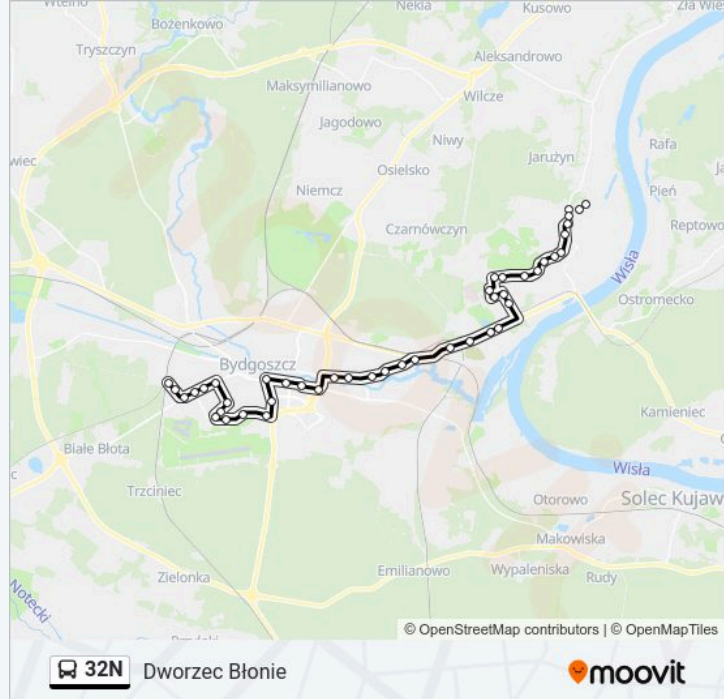 Nekla
Kusowo
Bożenkowo
Tryszczyn
Aleksandrowo
Maksymilianowo
Wilcze
Jagodowo
Niwy
Rafa
Osielsko
Jarużyn
Niemcz
Pień
Czarnówczyn
Reptowo
Wisła
Ostromecko
Bydgoszcz
Kamieniec
Białe Błota
Wisła
Trzciniec
Otorowo
Solec Kujaw
Makowiska
Emilianowo
Wypaleniska
Rudy
Zielonka
Notecki
© OpenStreetMap contributors | © OpenMapTiles
32N Dworzec Błonie
moovit